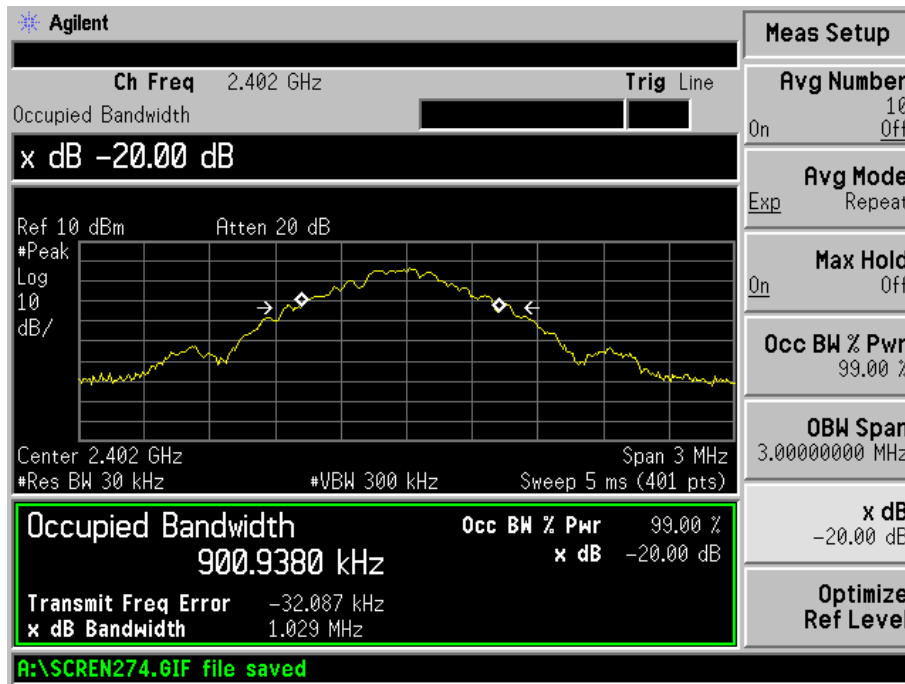 Agilent
Ch Freq 2.402 GHz Trig Line
Occupied Bandwidth
x dB -20.00 dB
Ref 10 dBm Atten 20 dB
#Peak
Log
10
dB/
Center 2.402 GHz Span 3 MHz
#Res BW 30 kHz #VBW 300 kHz Sweep 5 ms (401 pts)
Occupied Bandwidth Occ BW % Pwr 99.00 %
900.9380 kHz x dB -20.00 dB
Transmit Freq Error -32.087 kHz
x dB Bandwidth 1.029 MHz
A:\SCREN274.GIF file saved
Meas Setup
Avg Number
10
On Off
Avg Mode
Exp Repeat
Max Hold
On Off
Occ BW % Pwr
99.00 %
OBW Span
3.00000000 MHz
x dB
-20.00 dB
Optimize
Ref Level